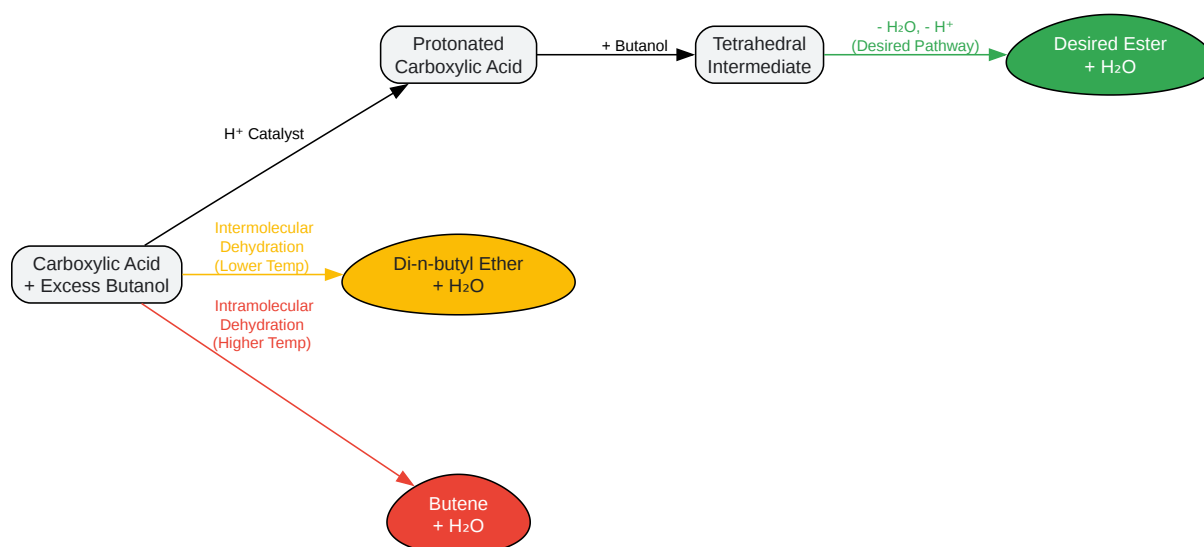 Protonated
Carboxylic Acid
+ Butanol
Tetrahedral
Intermediate
- H₂O, - H⁺
(Desired Pathway)
Desired Ester
+ H₂O
H⁺ Catalyst
Carboxylic Acid
+ Excess Butanol
Intermolecular
Dehydration
(Lower Temp)
Di-n-butyl Ether
+ H₂O
Intramolecular
Dehydration
(Higher Temp)
Butene
+ H₂O